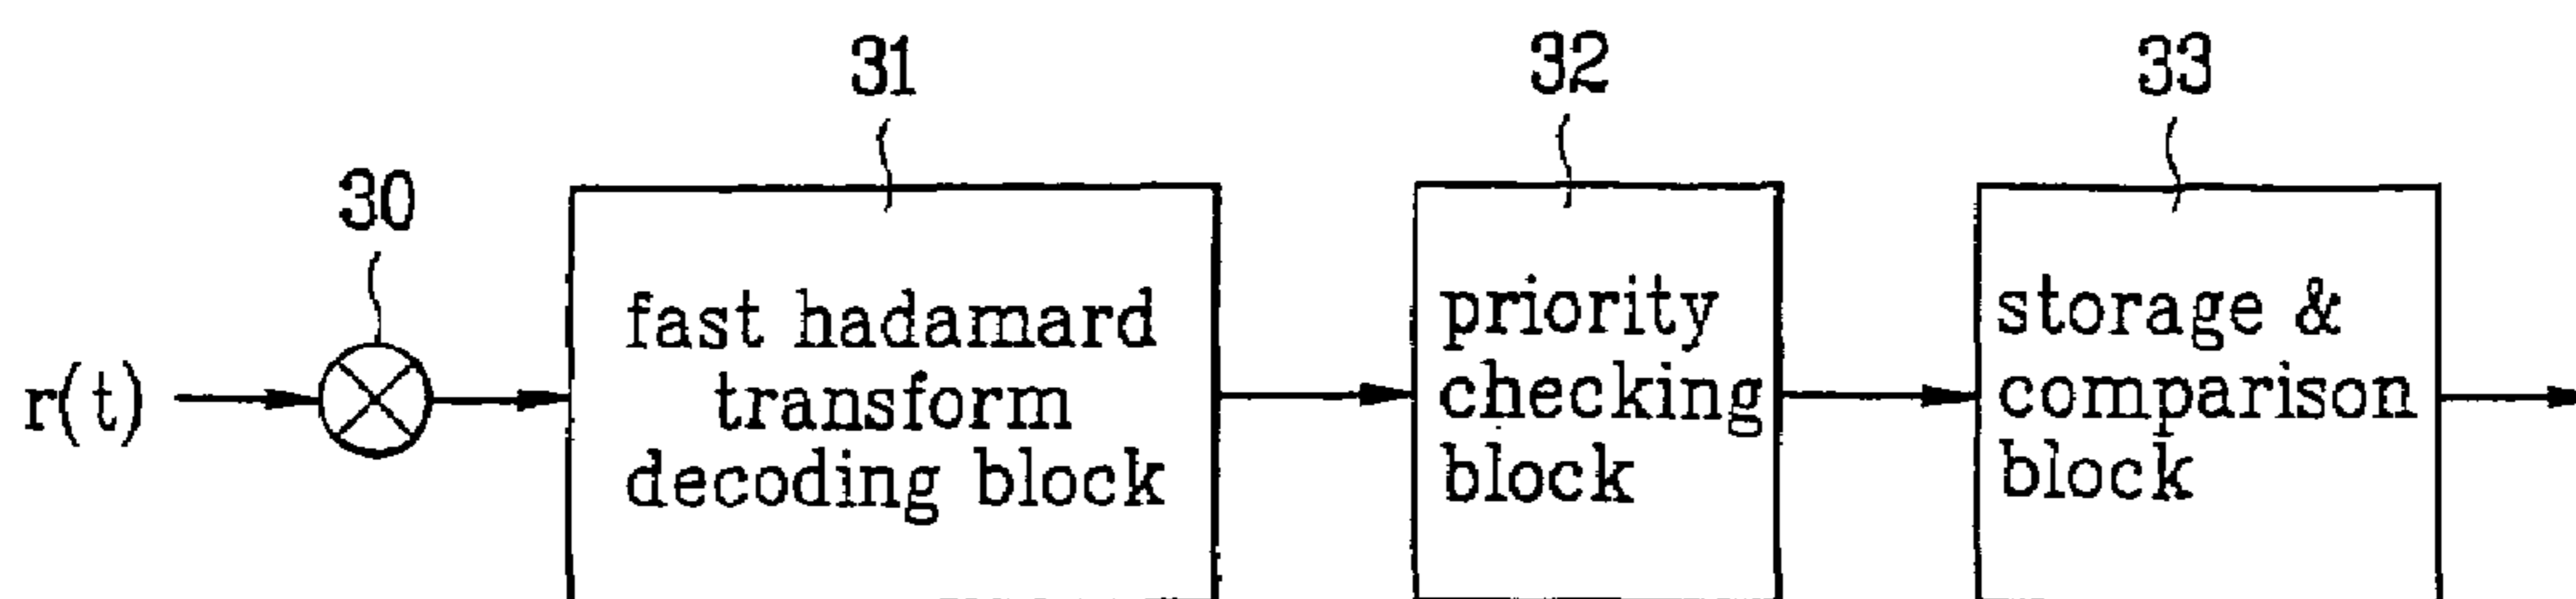 31
32
33
30
r(t)
fast hadamard
transform
decoding block
priority
checking
block
storage &
comparison
block